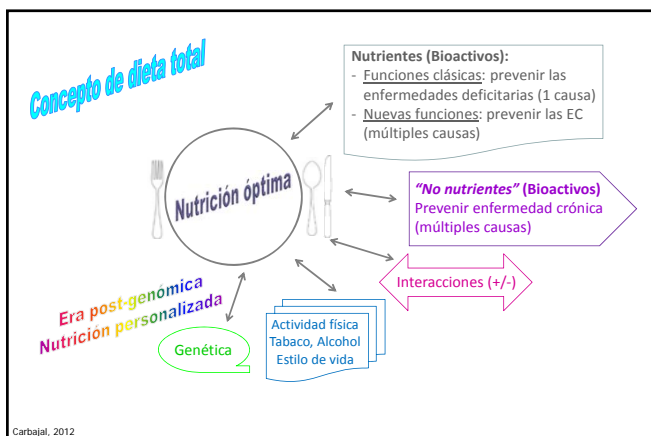 Concepto de dieta total
Nutrientes (Bioactivos):
- Funciones clásicas: prevenir las
enfermedades deficitarias (1 causa)
- Nuevas funciones: prevenir las EC
(múltiples causas)
Nutrición óptima
"No nutrientes" (Bioactivos)
Prevenir enfermedad crónica
(múltiples causas)
Interacciones (+/-)
Era post-genómica
Nutrición personalizada
Genética
Actividad física
Tabaco, Alcohol
Estilo de vida
Carbajal, 2012